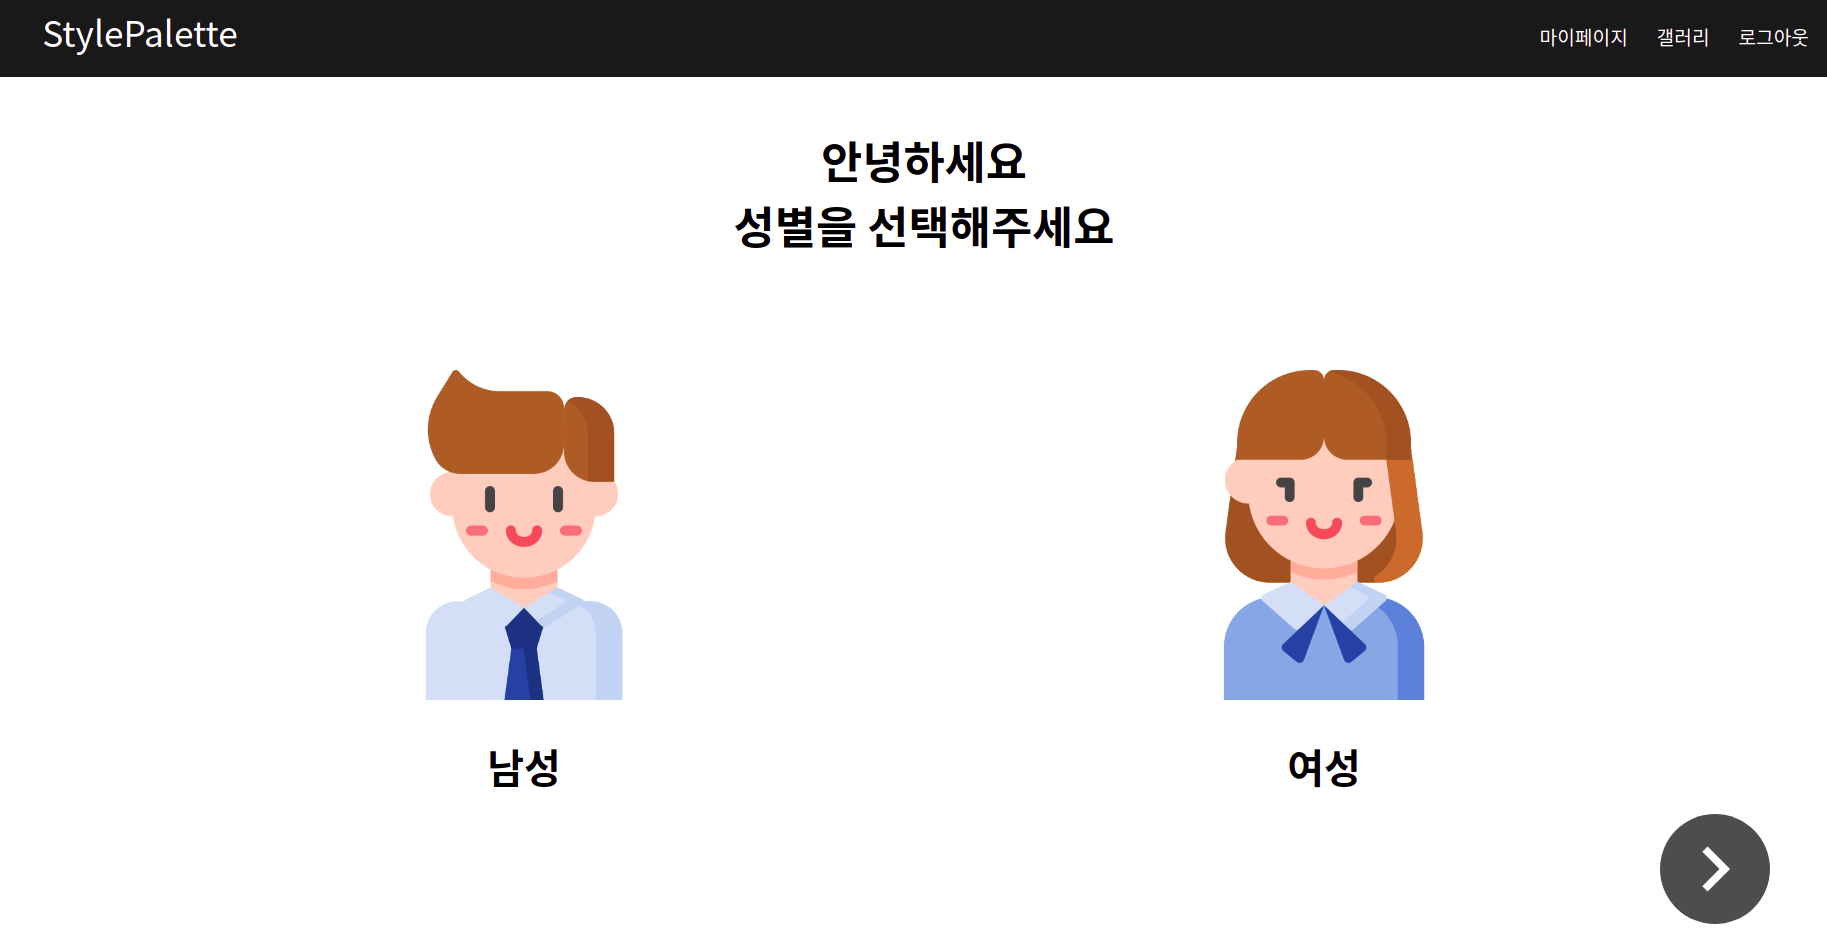 StylePalette
마이페이지 갤러리 로그아웃
안녕하세요
성별을 선택해주세요
남성
여성